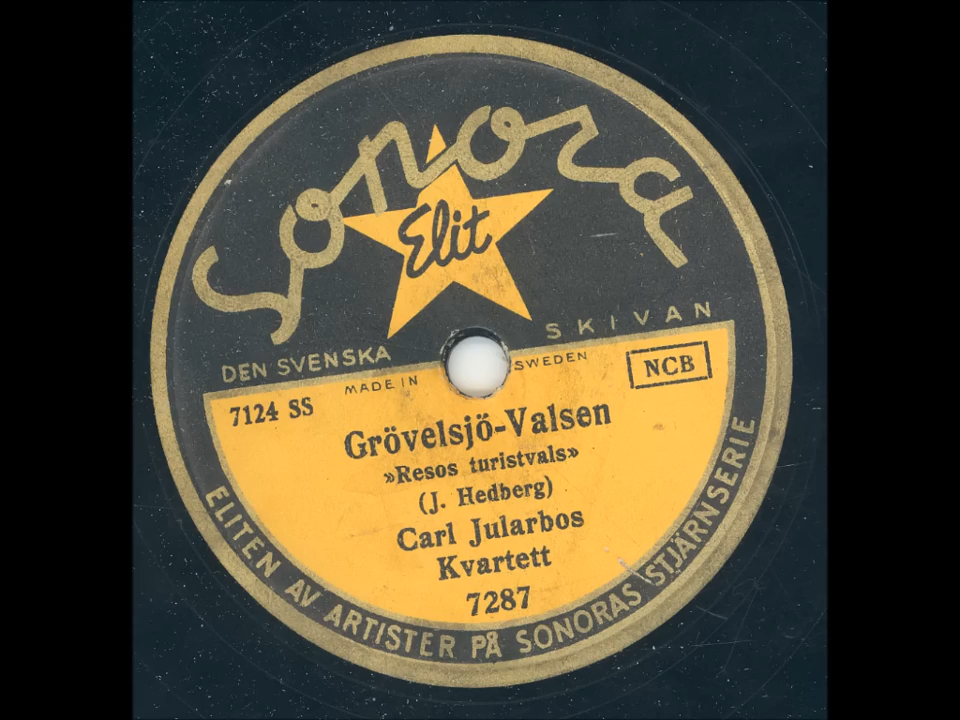 Sonora
Elit
DEN SVENSKA SKIVAN
MADE IN SWEDEN
NCB
7124 SS
Grövelsjö-Valsen
»Resos turistvals»
(J. Hedberg)
Carl Jularbos
Kvartett
7287
ELITEN AV ARTISTER PÅ SONORAS STJÄRNSERIE